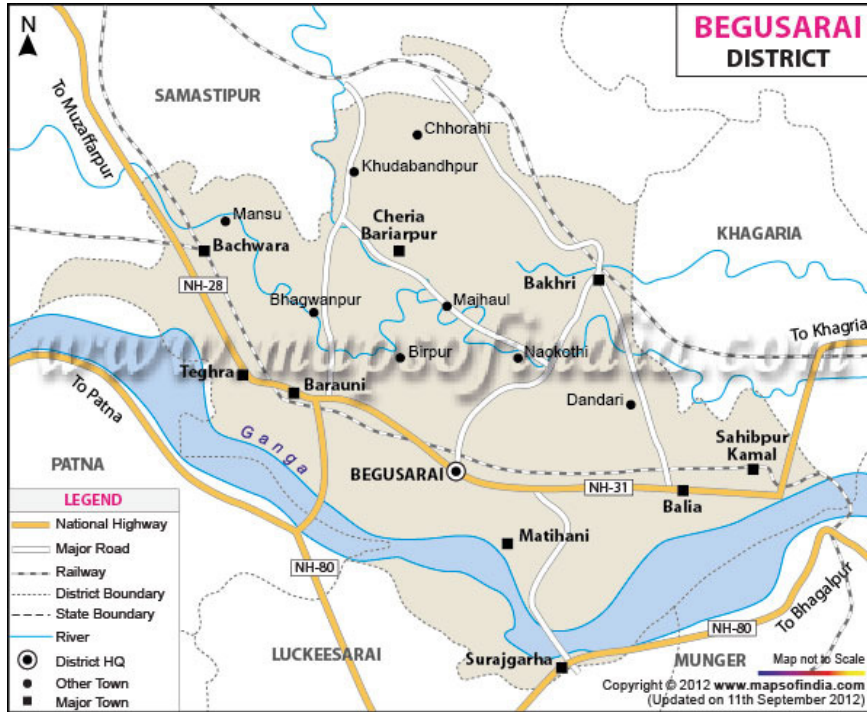 N
BEGUSARAI
DISTRICT
To Muzaffarpur
SAMASTIPUR
Chhorahi
Khudabandhpur
Mansu
Cheria
Bariarpur
KHAGARIA
Bachwara
NH-28
Bakhri
Bhagwanpur
Majhaul
To Khagria
www.mapsofindia.com
Birpur
Naokothi
Teghra
Barauni
To Patna
Dandari
Ganga
Sahibpur
Kamal
PATNA
BEGUSARAI
NH-31
Balia
LEGEND
National Highway
Major Road
Railway
District Boundary
State Boundary
River
District HQ
Other Town
Major Town
Matihani
NH-80
To Bhagalpur
NH-80
LUCKEESARAI
Surajgarha
MUNGER
Map not to Scale
Copyright © 2012 www.mapsofindia.com
(Updated on 11th September 2012)